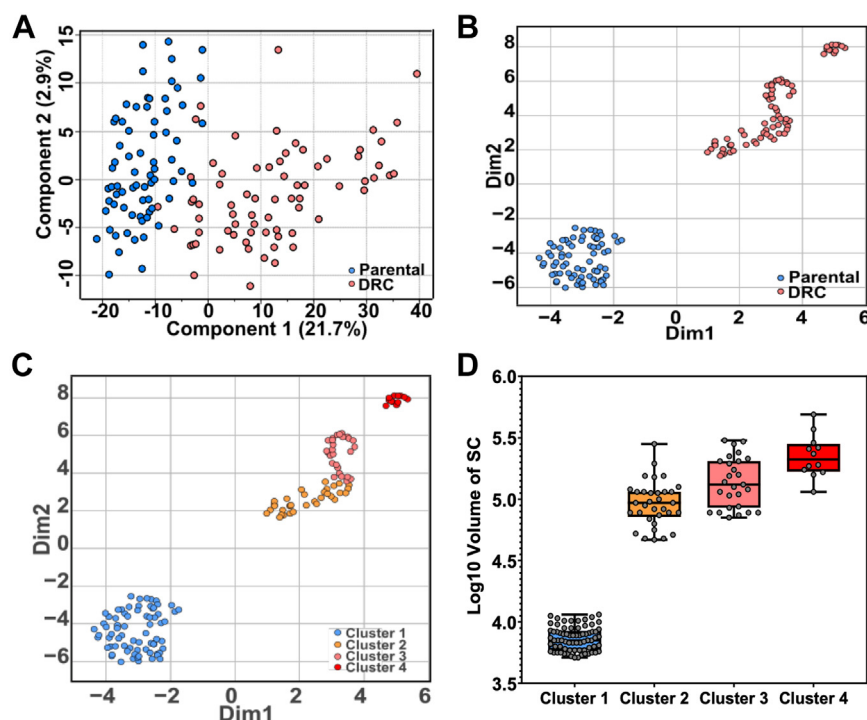 A
Component 2 (2.9%)
15
10
5
0
-5
-10
-20
-10
0
10
20
30
40
Component 1 (21.7%)
Parental
DRC
B
Dim2
8
6
4
2
0
−2
−4
−6
−4
−2
0
2
4
6
Dim1
Parental
DRC
C
Dim2
8
6
4
2
0
−2
−4
−6
−4
−2
0
2
4
6
Dim1
Cluster 1
Cluster 2
Cluster 3
Cluster 4
D
Log10 Volume of SC
6.0
5.5
5.0
4.5
4.0
3.5
Cluster 1
Cluster 2
Cluster 3
Cluster 4